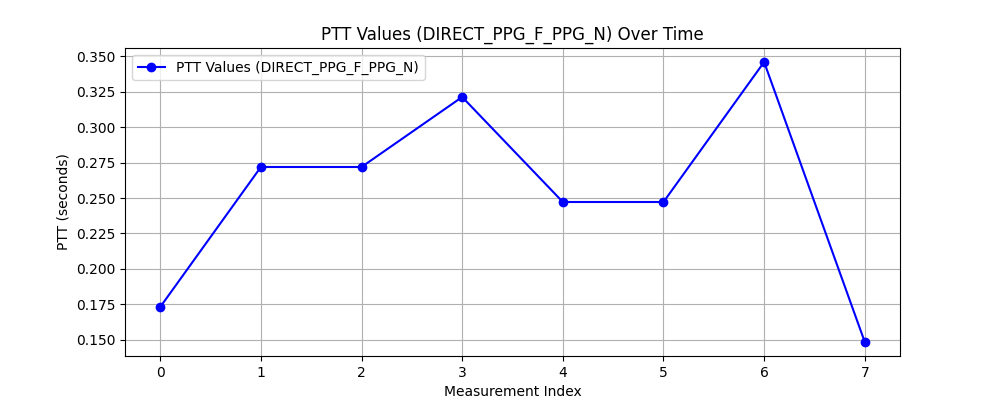 PTT Values (DIRECT_PPG_F_PPG_N) Over Time
PTT Values (DIRECT_PPG_F_PPG_N)
PTT (seconds)
0.350
0.325
0.300
0.275
0.250
0.225
0.200
0.175
0.150
0 1 2 3 4 5 6 7
Measurement Index